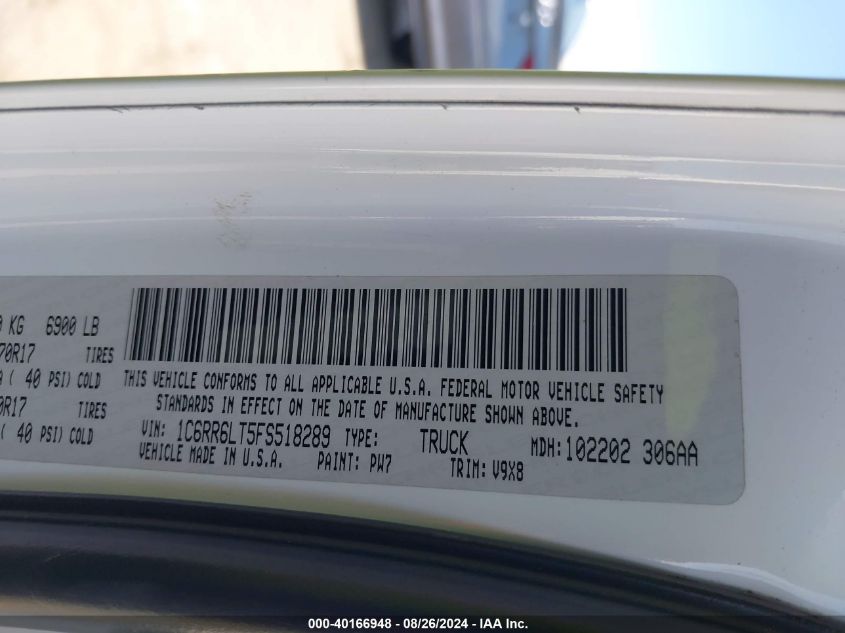 0 KG 6900 LB
70R17 TIRES
( 40 PSI) COLD
0R17 TIRES
( 40 PSI) COLD
THIS VEHICLE CONFORMS TO ALL APPLICABLE U.S.A. FEDERAL MOTOR VEHICLE SAFETY
STANDARDS IN EFFECT ON THE DATE OF MANUFACTURE SHOWN ABOVE.
VIN: 1C6RR6LT5FS518289 TYPE: TRUCK MDH:102202 306AA
VEHICLE MADE IN U.S.A. PAINT: PW7 TRIM: V9X8
000-40166948 - 08/26/2024 - IAA Inc.